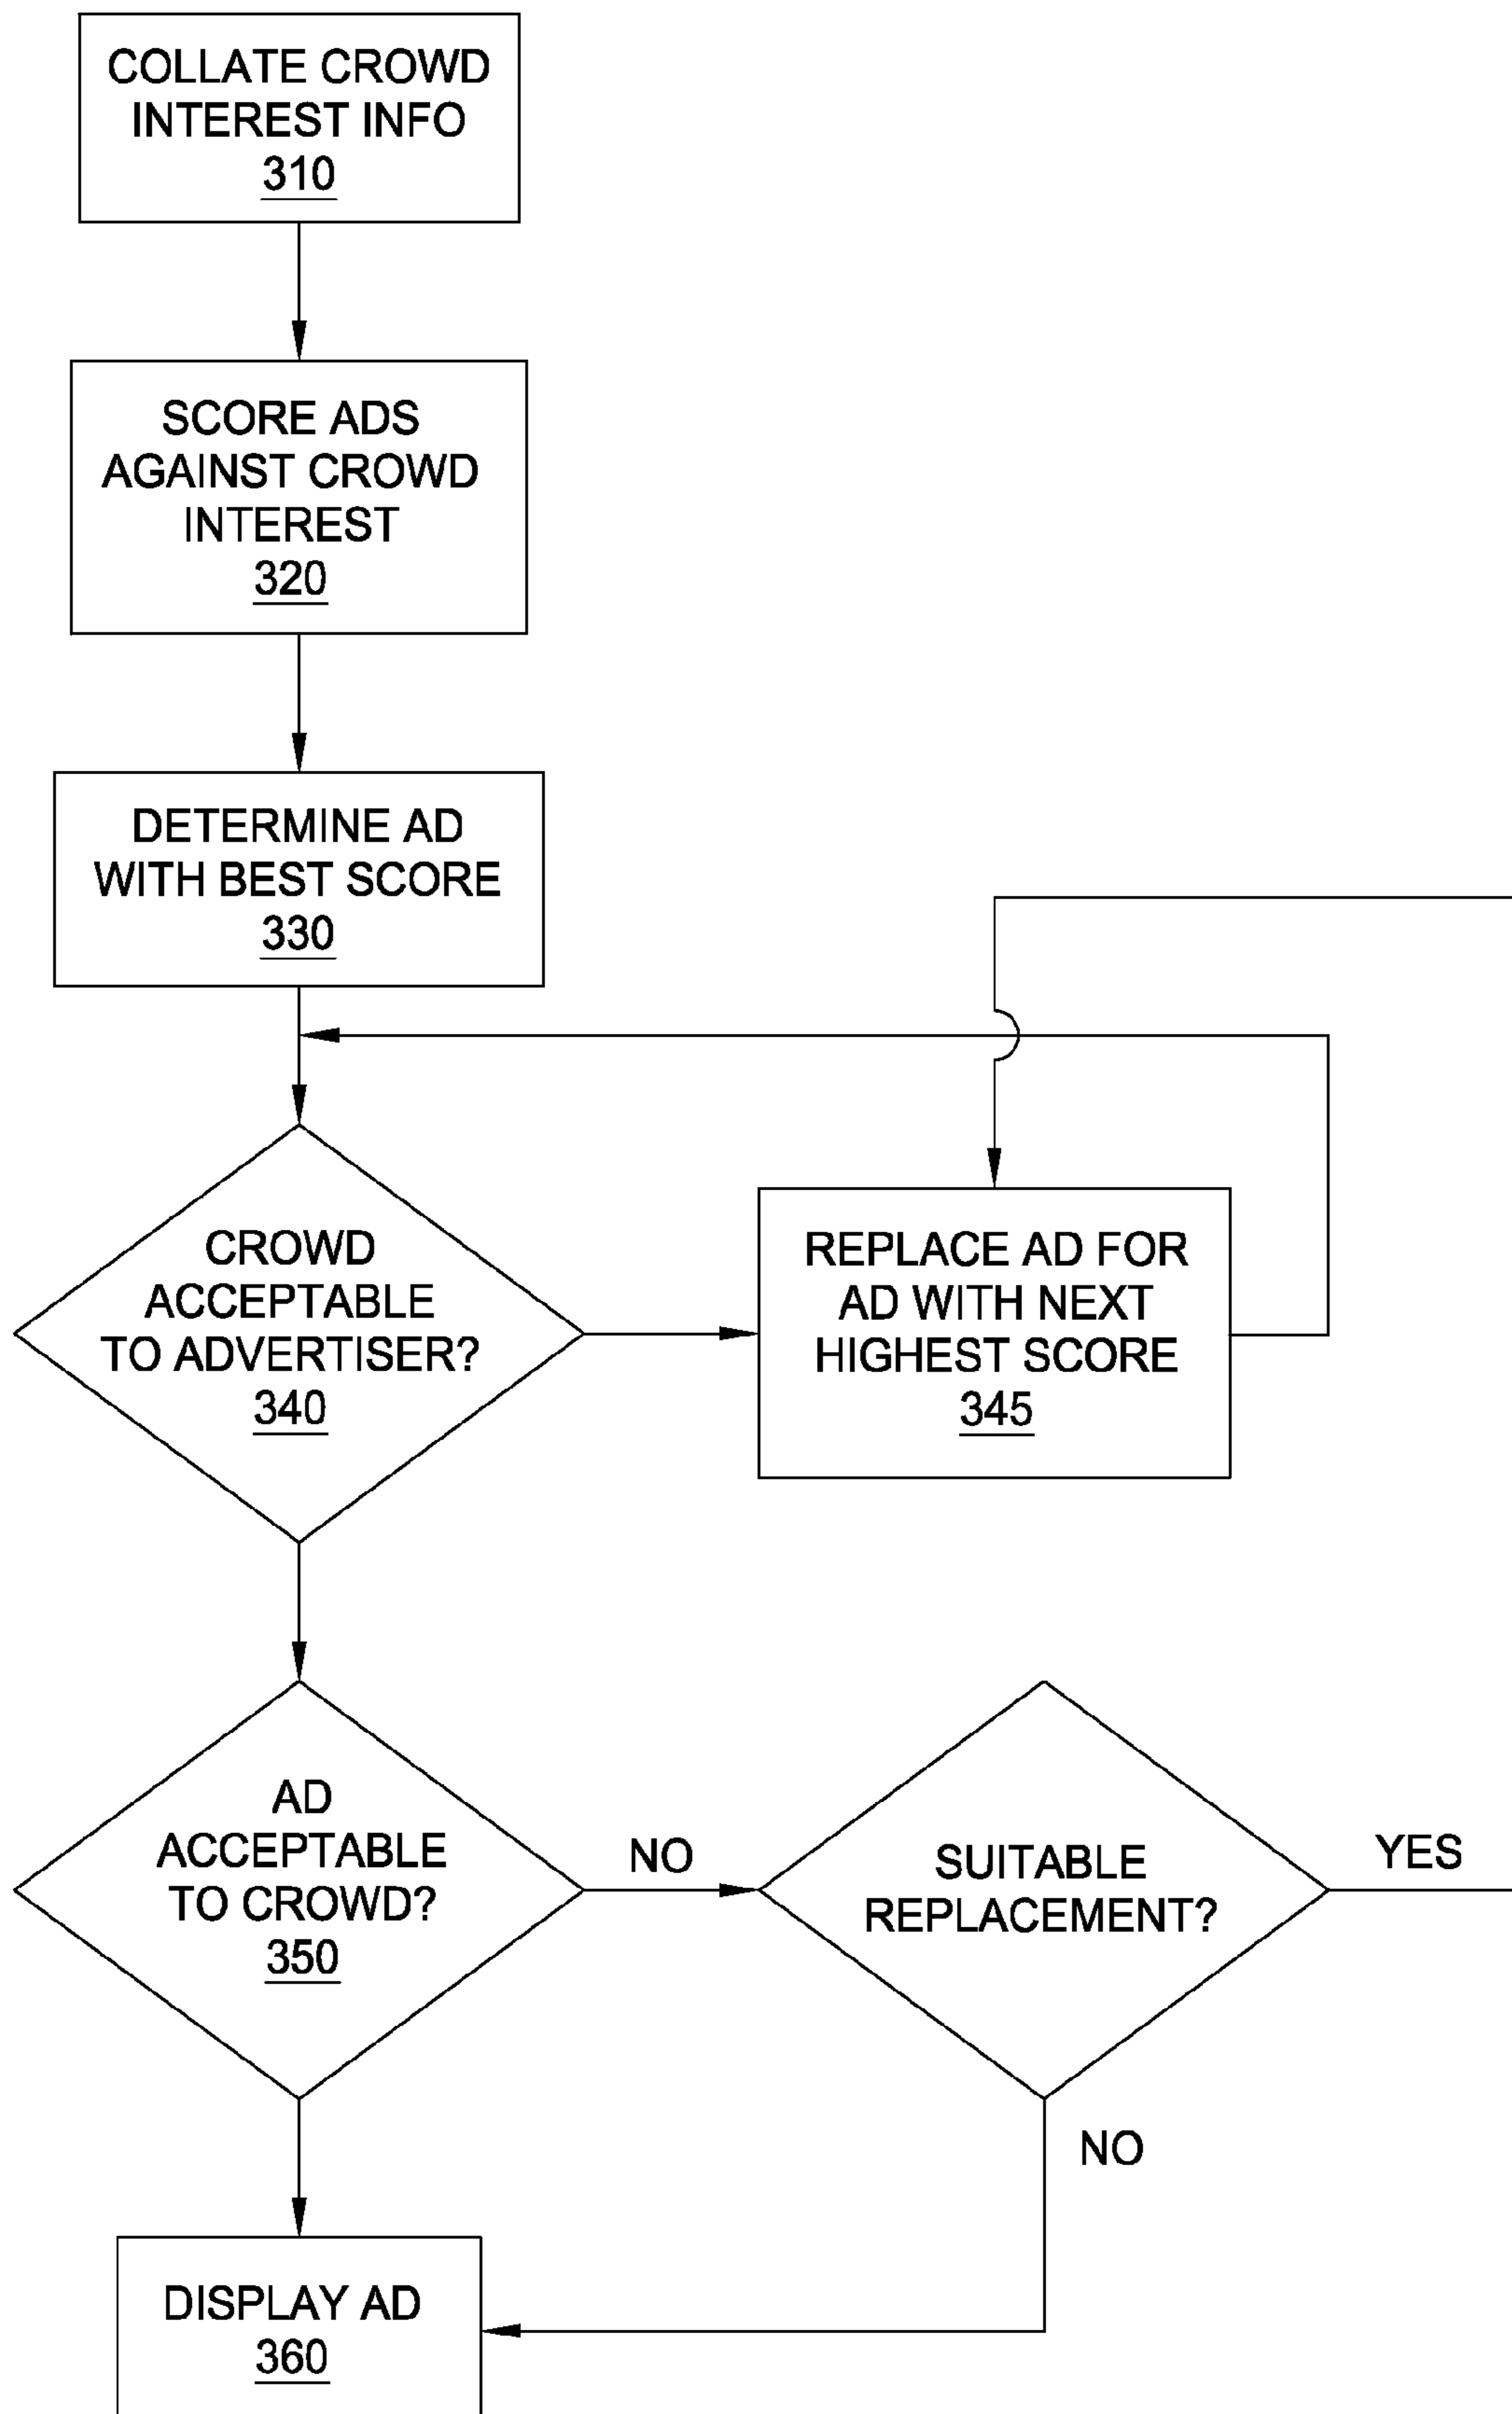 COLLATE CROWD
INTEREST INFO
310
SCORE ADS
AGAINST CROWD
INTEREST
320
DETERMINE AD
WITH BEST SCORE
330
CROWD
ACCEPTABLE
TO ADVERTISER?
340
REPLACE AD FOR
AD WITH NEXT
HIGHEST SCORE
345
AD
ACCEPTABLE
TO CROWD?
350
NO
SUITABLE
REPLACEMENT?
YES
NO
DISPLAY AD
360